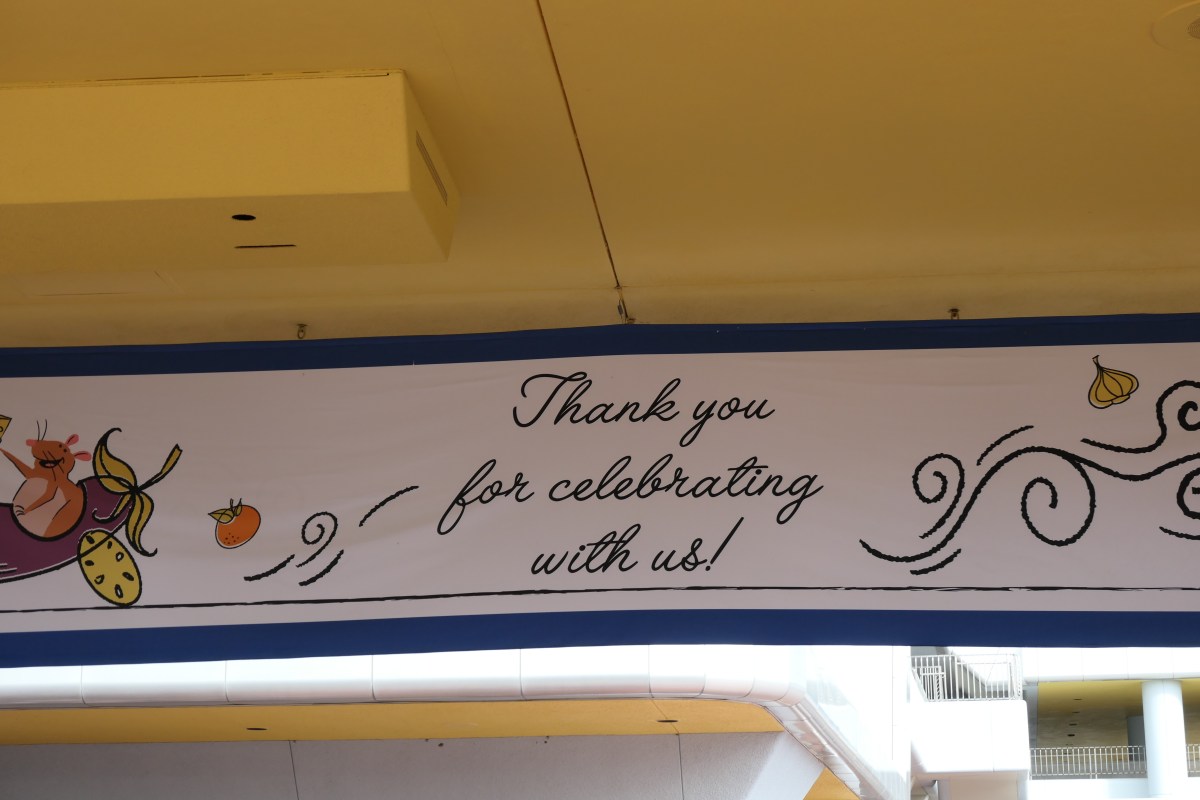 Thank you
for celebrating
with us!